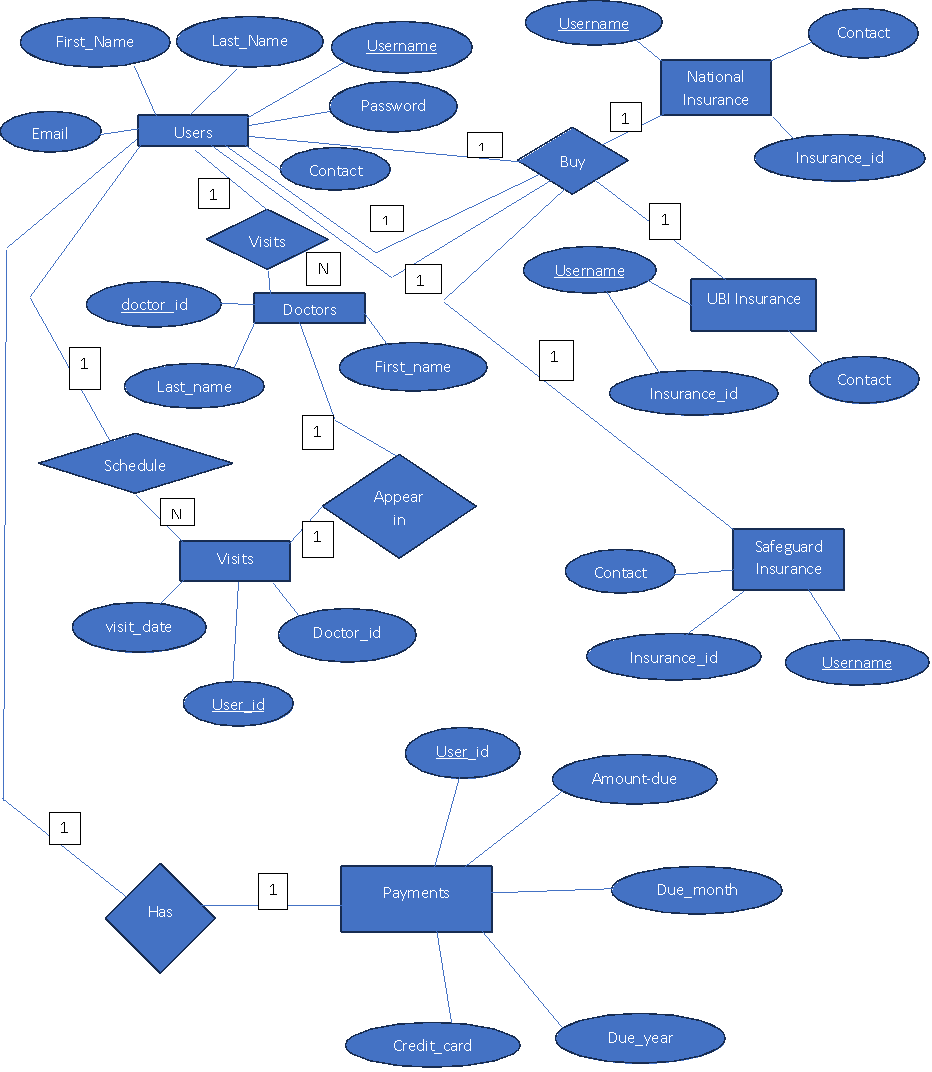 Username
Contact
First_Name
Last_Name
Username
National
Insurance
Password
Email
Users
1
1
Buy
Insurance_id
Contact
1
1
1
Visits
N
1
Username
UBI Insurance
doctor_id
Doctors
1
1
First_name
Last_name
Insurance_id
Contact
1
Schedule
Appear
in
N
1
Visits
Safeguard
Insurance
Contact
visit_date
Doctor_id
Insurance_id
Username
User_id
User_id
Amount-due
1
1
Payments
Due_month
Has
Credit_card
Due_year